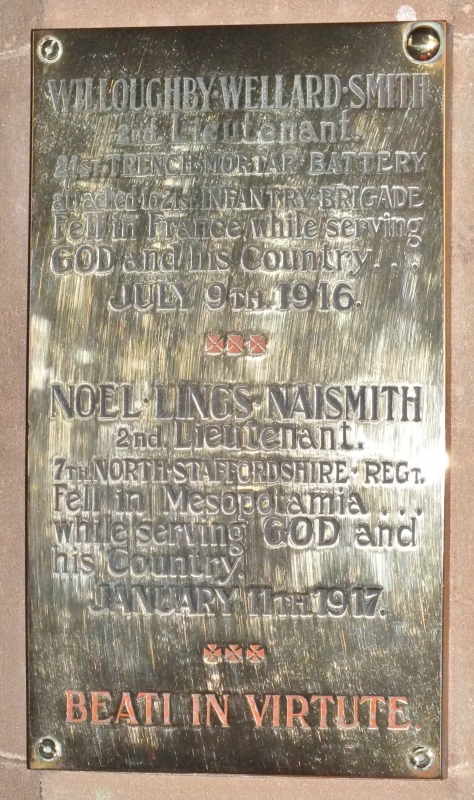 WILLOUGHBY·WELLARD·SMITH
2nd. Lieutenant.
21ST. TRENCH·MORTAR·BATTERY.
attached to 21st. INFANTRY·BRIGADE
Fell in France while serving
GOD and his Country...
JULY 9TH. 1916.
NOEL·LINGS·NAISMITH
2nd. Lieutenant.
7TH NORTH·STAFFORDSHIRE·REGT.
Fell in Mesopotamia ...
while serving GOD and
his Country.
JANUARY 11TH. 1917.
BEATI IN VIRTUTE.